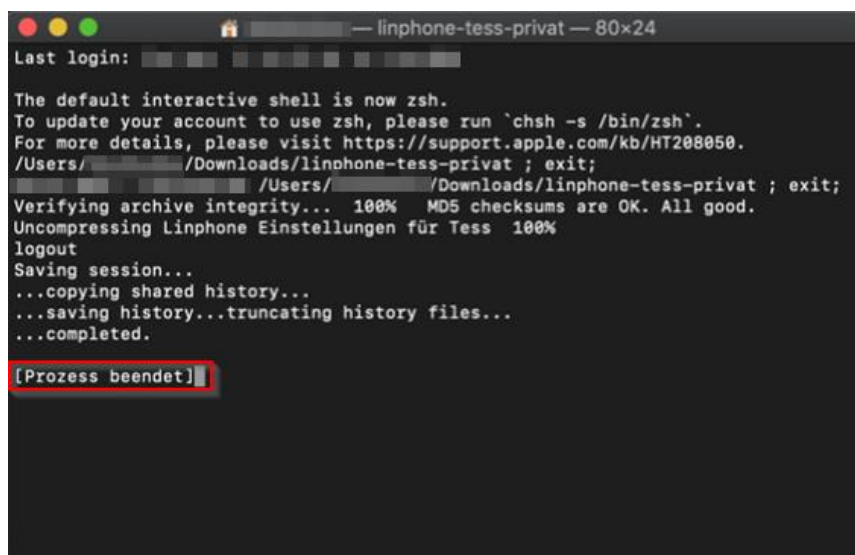 — linphone-tess-privat — 80×24
Last login:
The default interactive shell is now zsh.
To update your account to use zsh, please run `chsh -s /bin/zsh`.
For more details, please visit https://support.apple.com/kb/HT208050.
/Users/ /Downloads/linphone-tess-privat ; exit;
/Users/ /Downloads/linphone-tess-privat ; exit;
Verifying archive integrity... 100% MD5 checksums are OK. All good.
Uncompressing Linphone Einstellungen für Tess 100%
logout
Saving session...
...copying shared history...
...saving history...truncating history files...
...completed.
[Prozess beendet]